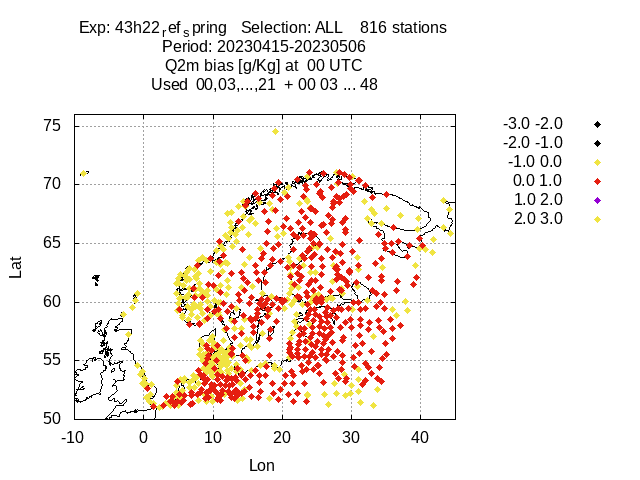 Exp: 43h22ref spring   Selection: ALL    816 stations
Period: 20230415-20230506
Q2m bias [g/Kg] at  00 UTC
Used  00,03,...,21  + 00 03 ... 48
75
70
65
60
55
50
-10 0 10 20 30 40
Lat
Lon
-3.0 -2.0
-2.0 -1.0
-1.0 0.0
0.0 1.0
1.0 2.0
2.0 3.0